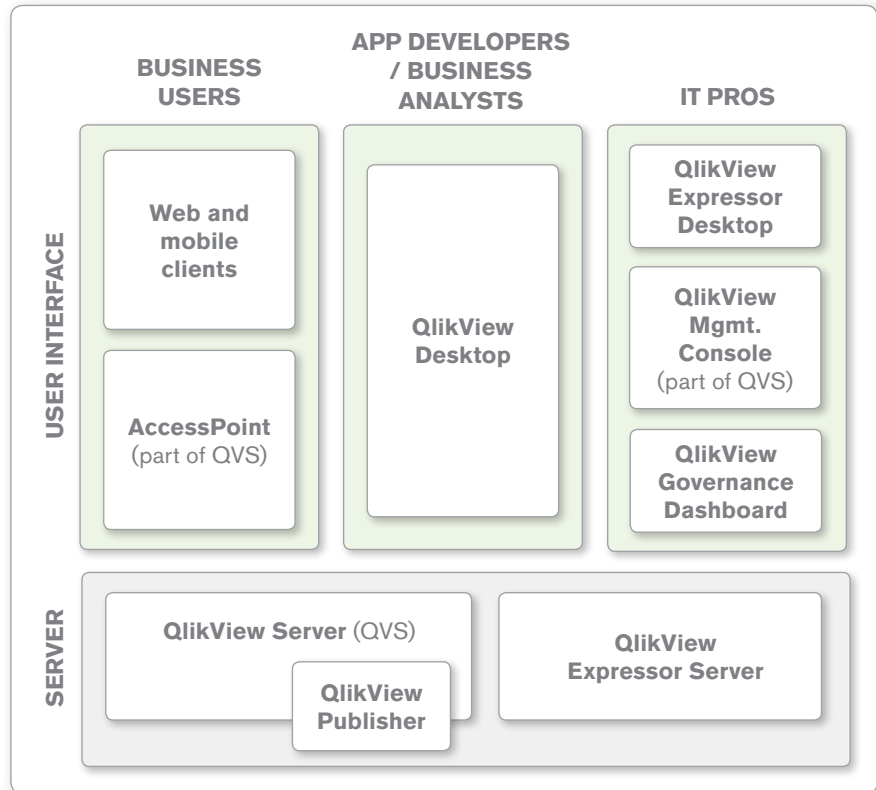 BUSINESS
USERS
APP DEVELOPERS
/ BUSINESS
ANALYSTS
IT PROS
USER INTERFACE
Web and
mobile
clients
AccessPoint
(part of QVS)
QlikView
Desktop
QlikView
Expressor
Desktop
QlikView
Mgmt.
Console
(part of QVS)
QlikView
Governance
Dashboard
SERVER
QlikView Server (QVS)
QlikView
Publisher
QlikView
Expressor Server